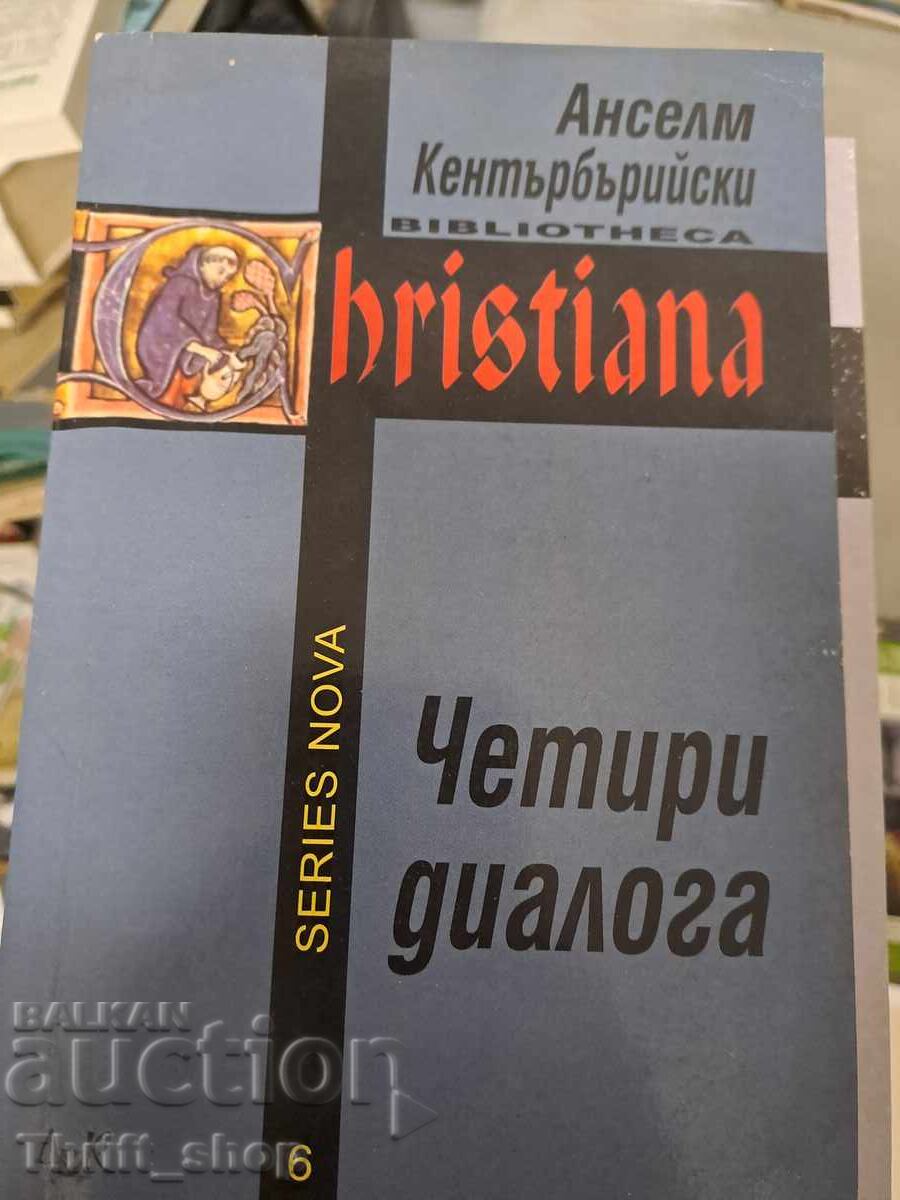 Анселм
Кентърбърийски
BIBLIOTHECA
Christiana
SERIES NOVA
Четири
диалога
6
BALKAN
auction
Thrift_shop